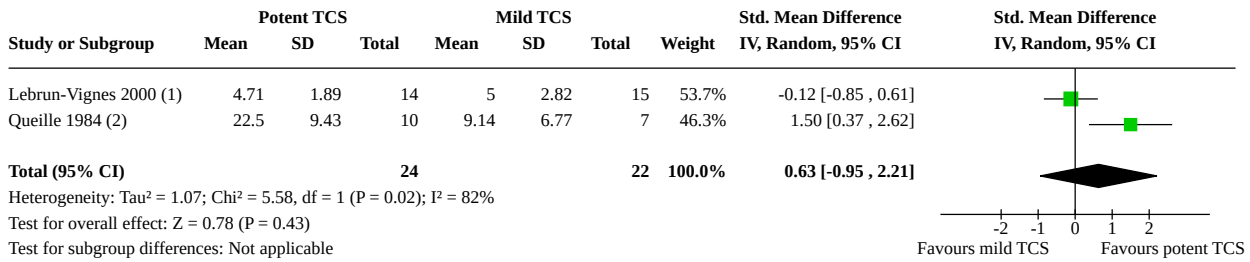 Potent TCS Mild TCS Std. Mean Difference Std. Mean Difference
Study or Subgroup Mean SD Total Mean SD Total Weight IV, Random, 95% CI IV, Random, 95% CI
Lebrun-Vignes 2000 (1) 4.71 1.89 14 5 2.82 15 53.7% -0.12 [-0.85 , 0.61]
Queille 1984 (2) 22.5 9.43 10 9.14 6.77 7 46.3% 1.50 [0.37 , 2.62]
Total (95% CI) 24 22 100.0% 0.63 [-0.95 , 2.21]
Heterogeneity: Tau² = 1.07; Chi² = 5.58, df = 1 (P = 0.02); I² = 82%
Test for overall effect: Z = 0.78 (P = 0.43)
-2 -1 0 1 2
Test for subgroup differences: Not applicable Favours mild TCS Favours potent TCS